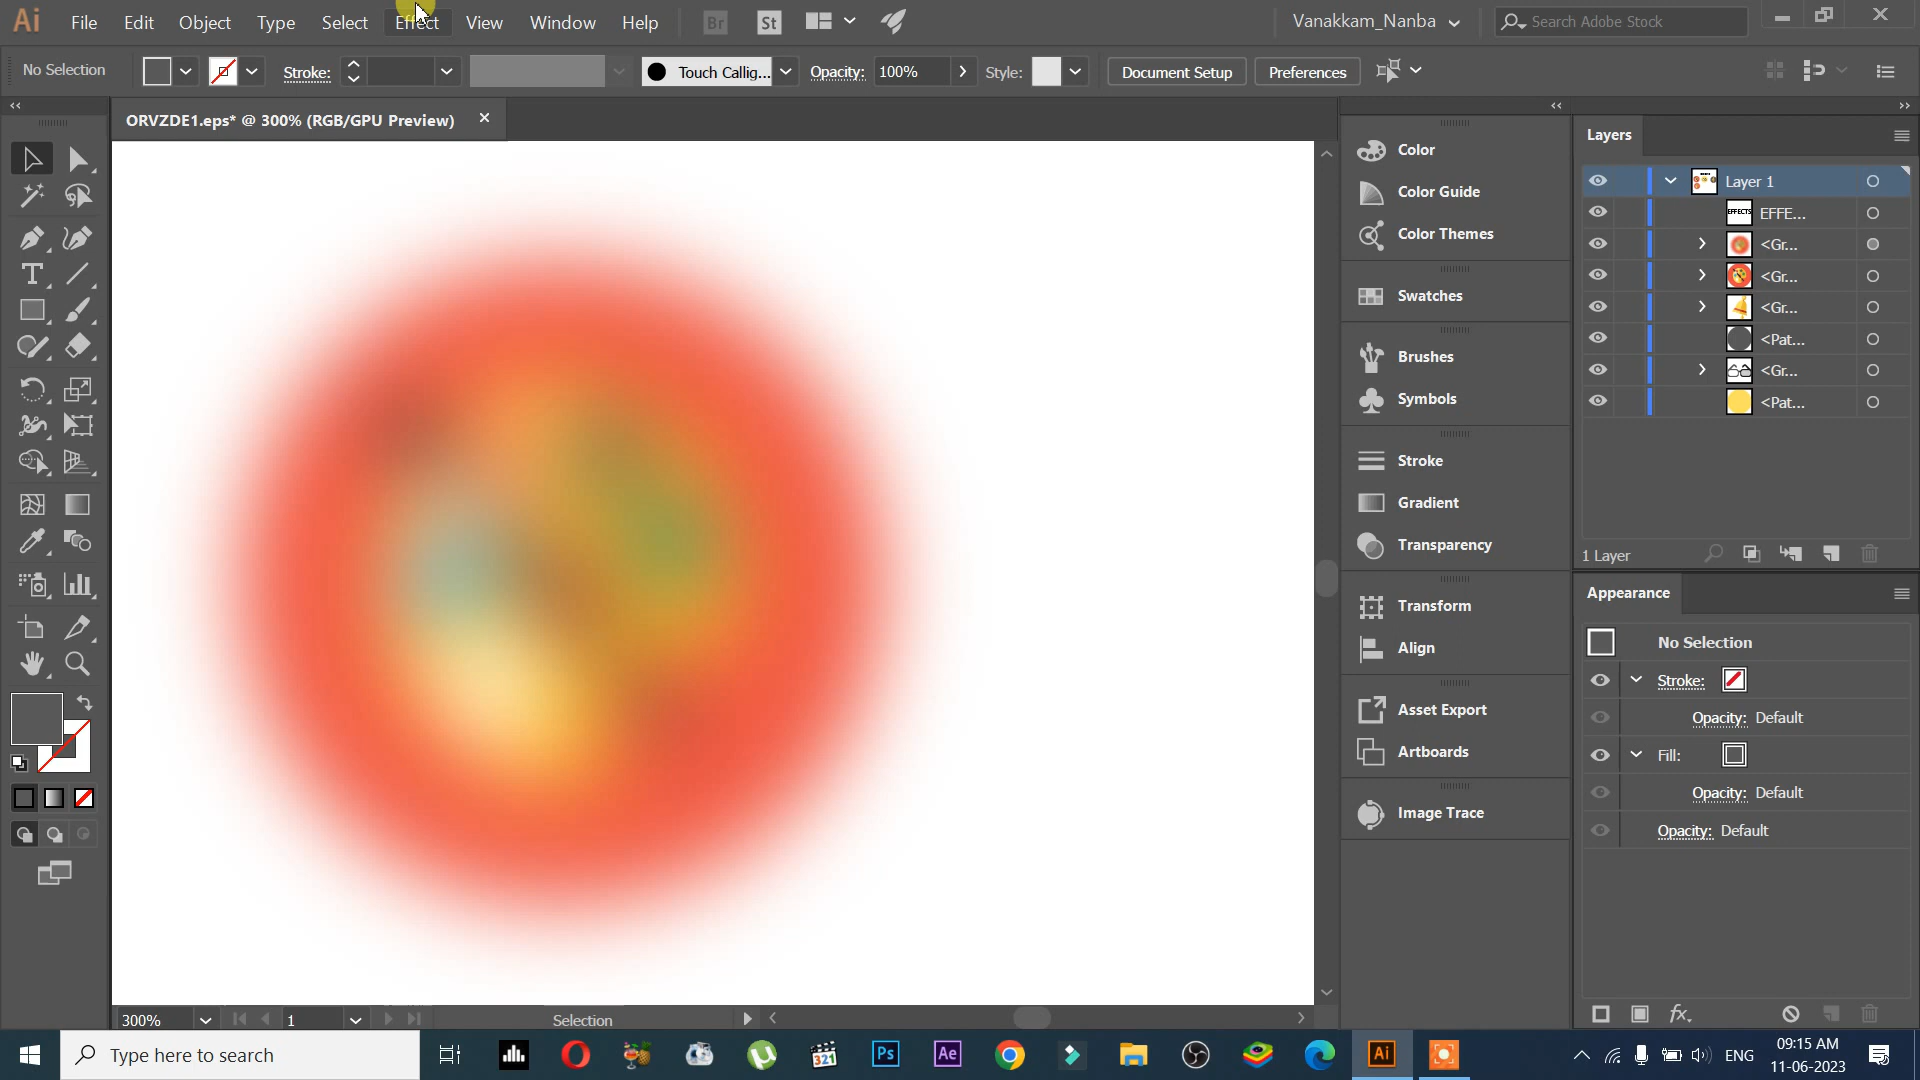 Ai File Edit Object Type Select Effect View Window Help Br St Vanakkam_Nanba Search Adobe Stock
No Selection Stroke: Touch Callig... Opacity: 100% Style: Document Setup Preferences
ORVZDE1.eps* @ 300% (RGB/GPU Preview)
Color
Color Guide
Color Themes
Swatches
Brushes
Symbols
Stroke
Gradient
Transparency
Transform
Align
Asset Export
Artboards
Image Trace
Layers
Layer 1
EFFECTS EFFE...
<Gr...
<Gr...
<Gr...
<Pat...
<Gr...
<Pat...
1 Layer
Appearance
No Selection
Stroke:
Opacity: Default
Fill:
Opacity: Default
Opacity: Default
fx
300% 1 Selection
Type here to search
321
Ps
Ae
Ai
ENG
09:15 AM
11-06-2023